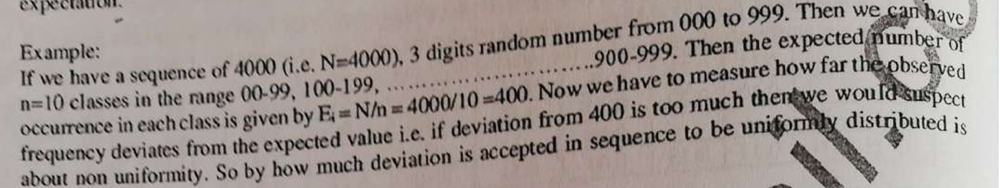 expectation.
Example:
If we have a sequence of 4000 (i.e. N=4000), 3 digits random number from 000 to 999. Then we can have
n=10 classes in the range 00-99, 100-199, ..............................900-999. Then the expected number of
occurrence in each class is given by Ei = N/n = 4000/10 =400. Now we have to measure how far the observed
frequency deviates from the expected value i.e. if deviation from 400 is too much then we would suspect
about non uniformity. So by how much deviation is accepted in sequence to be uniformly distributed is